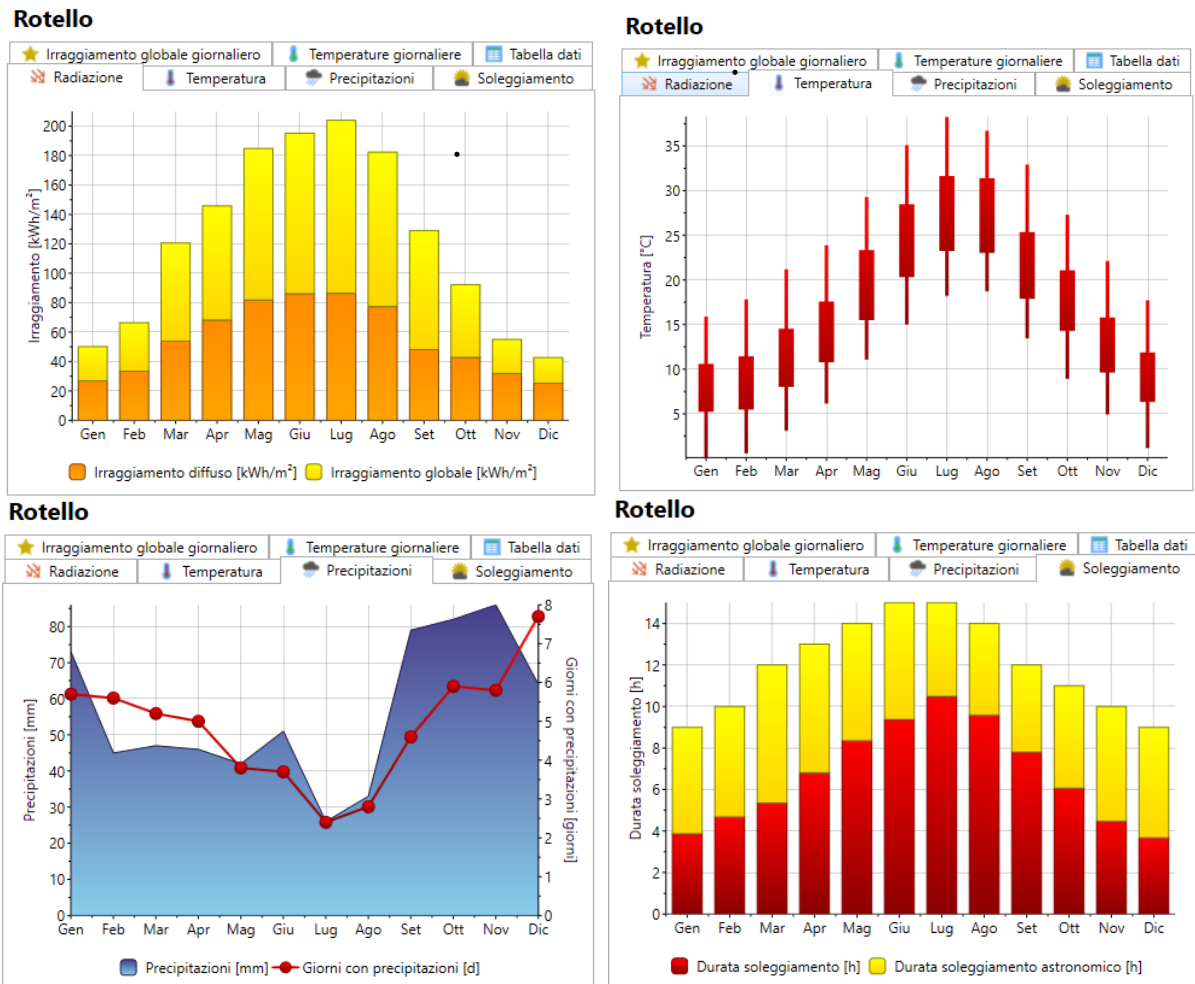 Rotello
Irraggiamento globale giornaliero Temperature giornaliere Tabella dati
Radiazione Temperatura Precipitazioni Soleggiamento
Irraggiamento [kWh/m²]
200
180
160
140
120
100
80
60
40
20
0
Gen Feb Mar Apr Mag Giu Lug Ago Set Ott Nov Dic
Irraggiamento diffuso [kWh/m²] Irraggiamento globale [kWh/m²]
Rotello
Irraggiamento globale giornaliero Temperature giornaliere Tabella dati
Radiazione Temperatura Precipitazioni Soleggiamento
Temperatura [°C]
35
30
25
20
15
10
5
Gen Feb Mar Apr Mag Giu Lug Ago Set Ott Nov Dic
Rotello
Irraggiamento globale giornaliero Temperature giornaliere Tabella dati
Radiazione Temperatura Precipitazioni Soleggiamento
Precipitazioni [mm]
80
70
60
50
40
30
20
10
0
8
7
6
5
4
3
2
1
0
Giorni con precipitazioni [giorni]
Gen Feb Mar Apr Mag Giu Lug Ago Set Ott Nov Dic
Precipitazioni [mm] Giorni con precipitazioni [d]
Rotello
Irraggiamento globale giornaliero Temperature giornaliere Tabella dati
Radiazione Temperatura Precipitazioni Soleggiamento
Durata soleggiamento [h]
14
12
10
8
6
4
2
0
Gen Feb Mar Apr Mag Giu Lug Ago Set Ott Nov Dic
Durata soleggiamento [h] Durata soleggiamento astronomico [h]